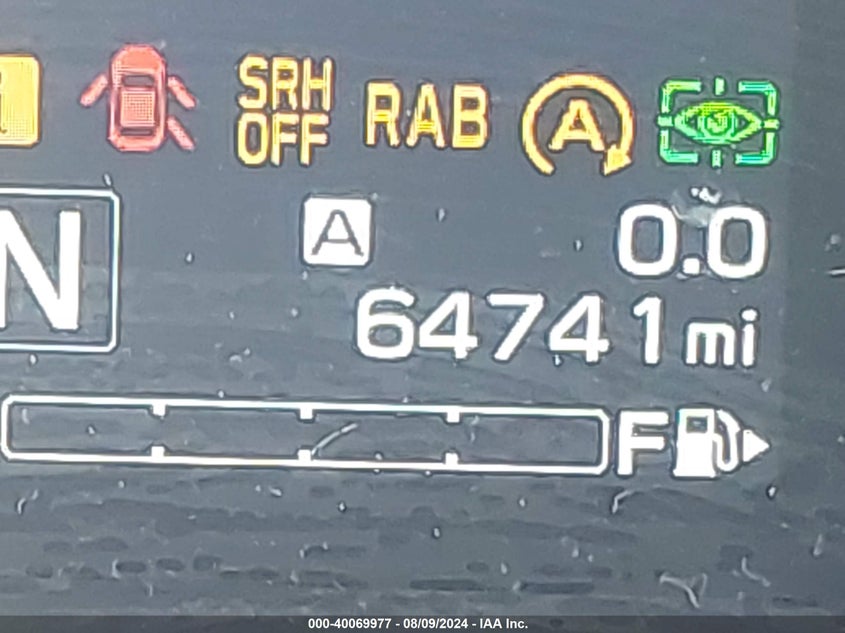 i SRH RAB A
OFF
N A 0.0
64741 mi
F
000-40069977 - 08/09/2024 - IAA Inc.